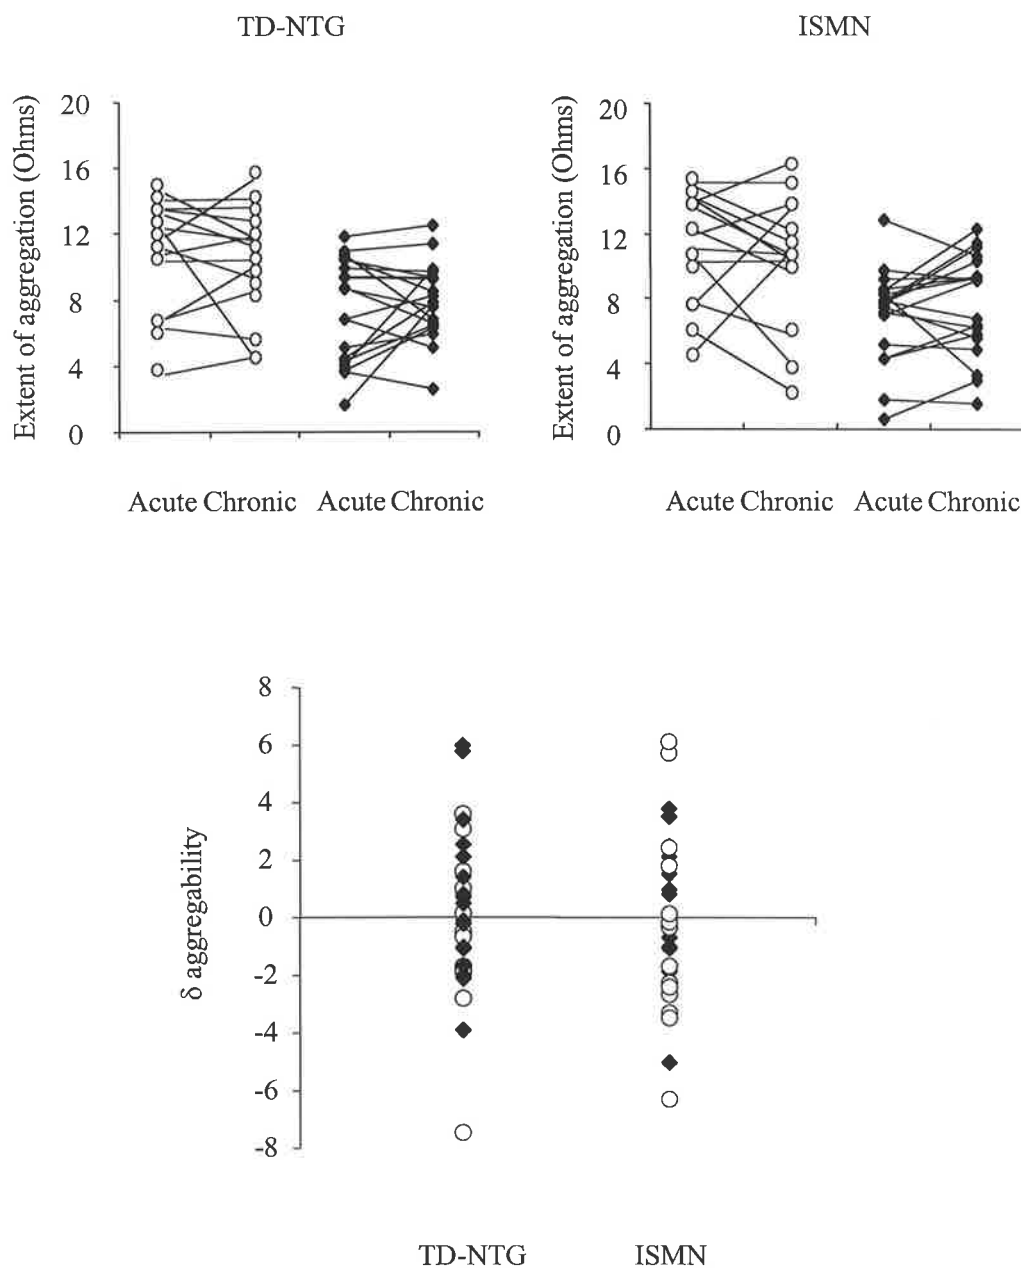 TD-NTG
ISMN
Extent of aggregation (Ohms)
20
16
12
8
4
0
Acute Chronic Acute Chronic
Extent of aggregation (Ohms)
20
16
12
8
4
0
Acute Chronic Acute Chronic
δ aggregability
8
6
4
2
0
-2
-4
-6
-8
TD-NTG
ISMN